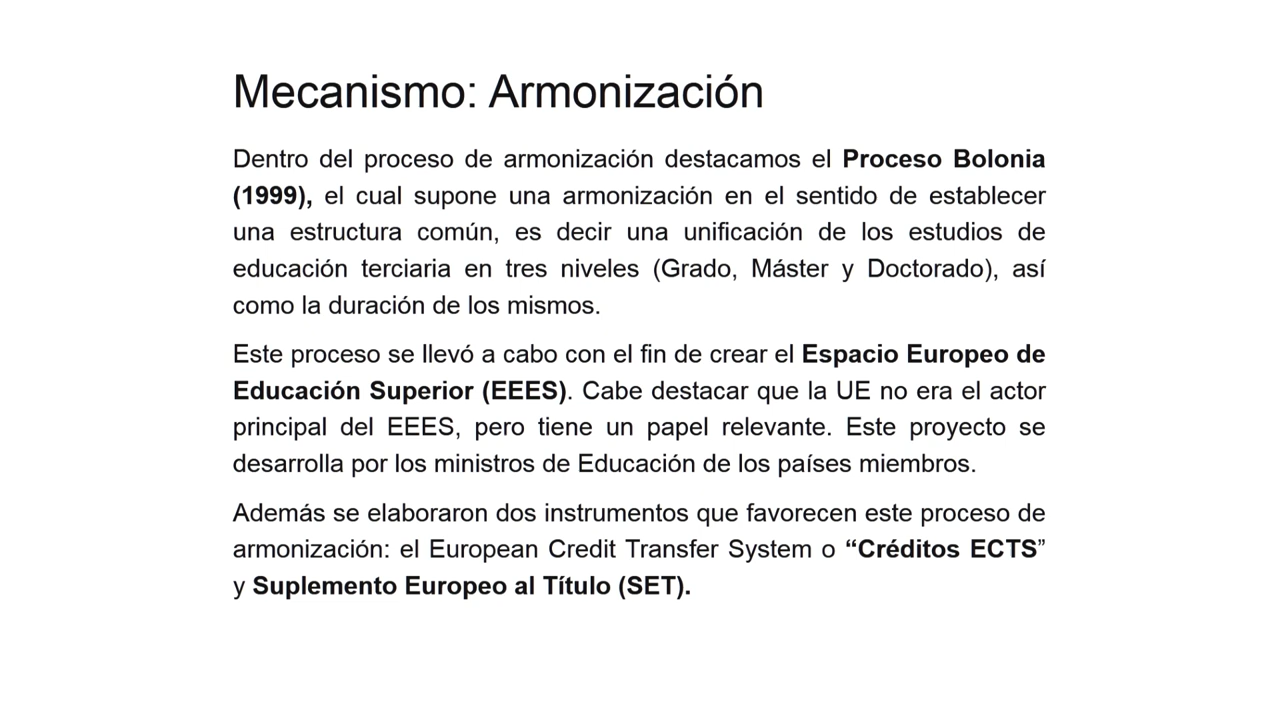 Mecanismo: Armonización
Dentro del proceso de armonización destacamos el Proceso Bolonia
(1999), el cual supone una armonización en el sentido de establecer
una estructura común, es decir una unificación de los estudios de
educación terciaria en tres niveles (Grado, Máster y Doctorado), así
como la duración de los mismos.
Este proceso se llevó a cabo con el fin de crear el Espacio Europeo de
Educación Superior (EEES). Cabe destacar que la UE no era el actor
principal del EEES, pero tiene un papel relevante. Este proyecto se
desarrolla por los ministros de Educación de los países miembros.
Además se elaboraron dos instrumentos que favorecen este proceso de
armonización: el European Credit Transfer System o “Créditos ECTS”
y Suplemento Europeo al Título (SET).